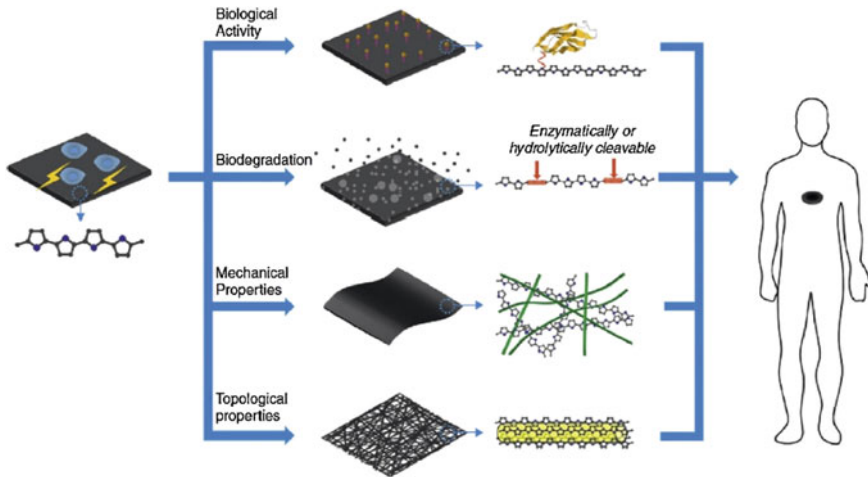 Biological
Activity
Enzymatically or
hydrolytically cleavable
Biodegradation
Mechanical
Properties
Topological
properties